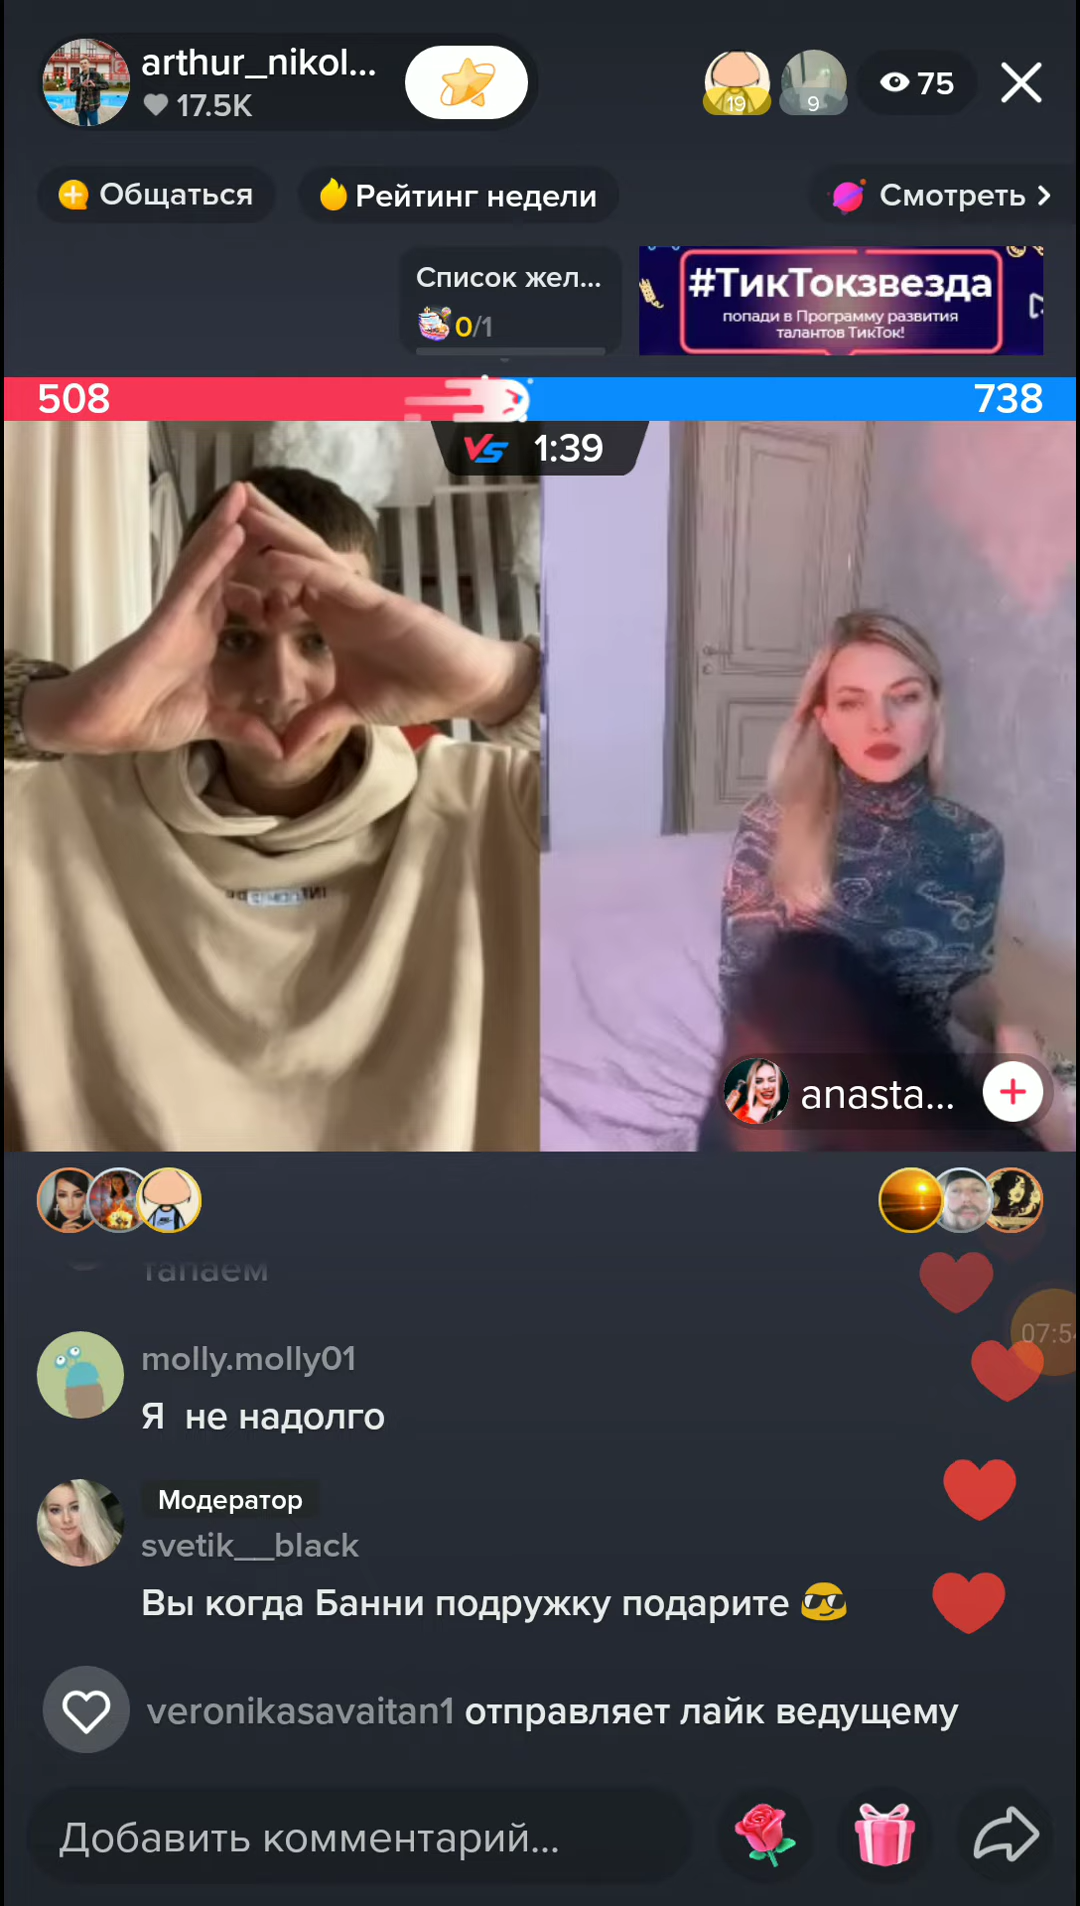 arthur_nikol...
17.5K
19
9
75
Общаться
Рейтинг недели
Смотреть
Список жел...
0/1
#ТикТокзвезда
попади в Программу развития
талантов ТикТок!
508
738
VS 1:39
anasta...
тапаем
molly.molly01
Я не надолго
Модератор
svetik__black
Вы когда Банни подружку подарите
veronikasavaitan1 отправляет лайк ведущему
Добавить комментарий...